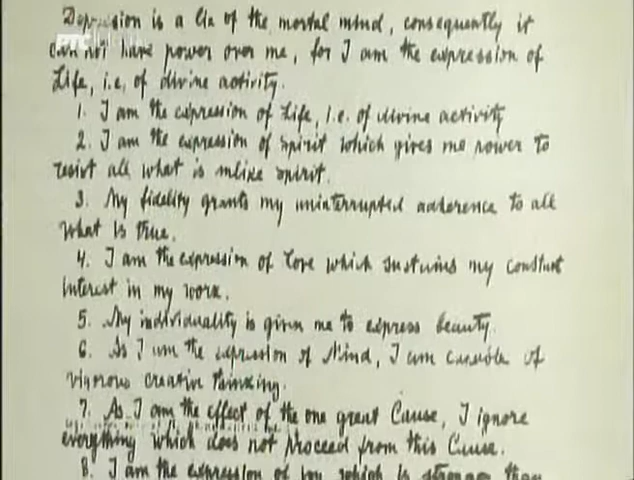 Depression is a lie of the mortal mind, consequently it
can not have power over me, for I am the expression of
Life, i.e. of divine activity.
1. I am the expression of Life, i.e. of divine activity
2. I am the expression of spirit which gives me power to
resist all what is unlike spirit.
3. My fidelity grants my uninterrupted adherence to all
what is true.
4. I am the expression of love which sustains my constant
interest in my work.
5. My individuality is given me to express beauty.
6. As I am the expression of Mind, I am capable of
vigorous creative thinking.
7. As I am the effect of the one great Cause, I ignore
everything which does not proceed from this Cause.
8. I am the expression of joy which is stronger than
РТС